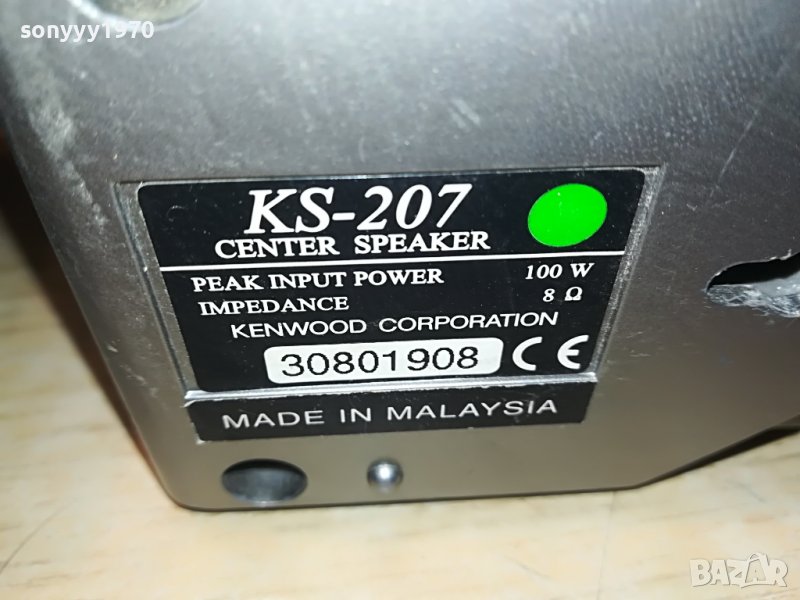 sonyyy1970
KS-207
CENTER SPEAKER
PEAK INPUT POWER 100 W
IMPEDANCE 8 Ω
KENWOOD CORPORATION
30801908 CE
MADE IN MALAYSIA
BAZAR